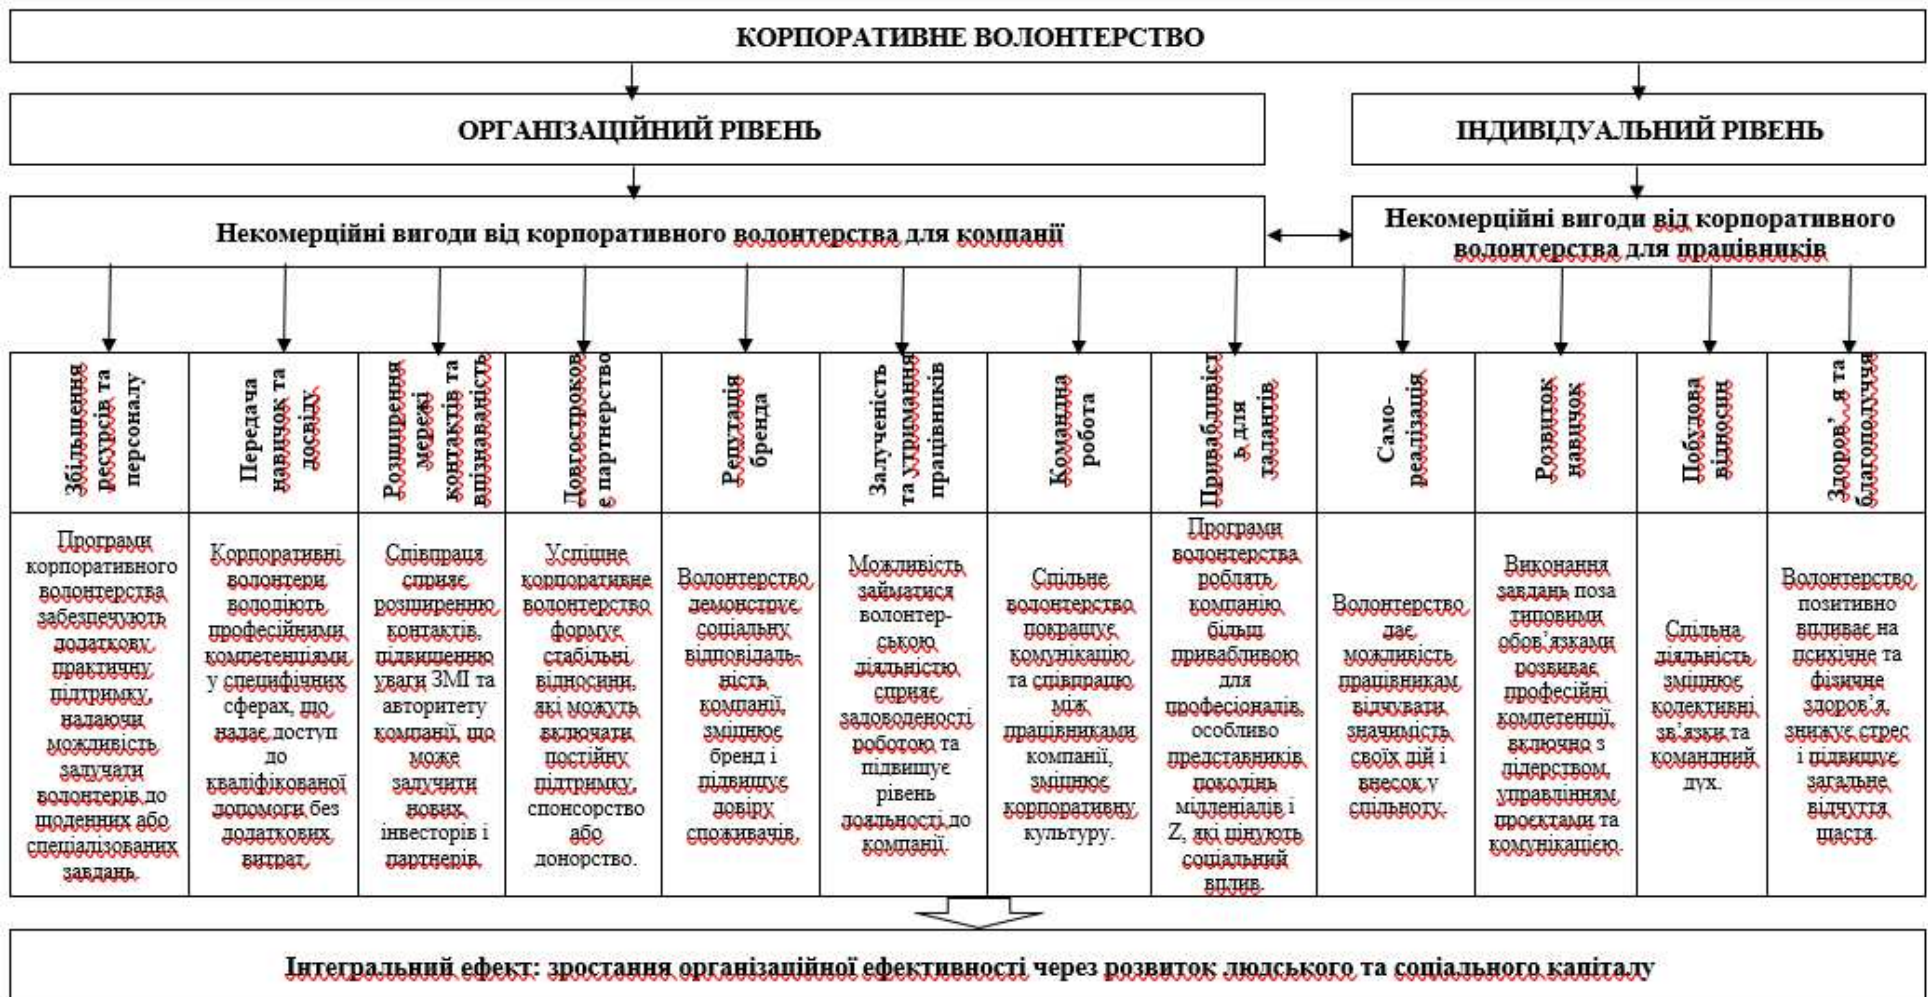 КОРПОРАТИВНЕ ВОЛОНТЕРСТВО
ОРГАНІЗАЦІЙНИЙ РІВЕНЬ
ІНДИВІДУАЛЬНИЙ РІВЕНЬ
Некомерційні вигоди від корпоративного волонтерства для компанії
Некомерційні вигоди від корпоративного
волонтерства для працівників
Збільшення
ресурсів та
персоналу
Передача
навичок та
досвіду
Розширення
мережі
контактів та
впізнаваність
Довгостроков
е партнерство
Репутація
бренда
Залученість
та утримання
працівників
Командна
робота
Привабливіст
ь для
талантів
Само-
реалізація
Розвиток
навичок
Побудова
відносин
Здоров’я та
благополуччя
Програми
корпоративного
волонтерства
забезпечують
додаткову
практичну
підтримку,
надаючи
можливість
залучати
волонтерів до
щоденних або
спеціалізованих
завдань.
Корпоративні
волонтери
володіють
професійними
компетенціями
у специфічних
сферах, що
надає доступ
до
кваліфікованої
допомоги без
додаткових
витрат.
Співпраця
сприяє
розширенню
контактів,
підвищенню
уваги ЗМІ та
авторитету
компанії, що
може
залучити
нових
інвесторів і
партнерів.
Успішне
корпоративне
волонтерство
формує
стабільні
відносини,
які можуть
включати
постійну
підтримку,
спонсорство
або
донорство.
Волонтерство
демонструє
соціальну
відповідаль-
ність
компанії,
зміцнює
бренд і
підвищує
довіру
споживачів.
Можливість
займатися
волонтер-
ською
діяльністю
сприяє
задоволеності
роботою та
підвищує
рівень
лояльності до
компанії.
Спільне
волонтерство
покращує
комунікацію
та співпрацю
між
працівниками
компанії,
зміцнює
корпоративну
культуру.
Програми
волонтерства
роблять
компанію
більш
привабливою
для
професіоналів,
особливо
представників
поколінь
мілленіалів і
Z, які цінують
соціальний
вплив.
Волонтерство
дає
можливість
працівникам
відчувати
значимість
своїх дій і
внесок у
спільноту.
Виконання
завдань поза
типовими
обов’язками
розвиває
професійні
компетенції,
включно з
лідерством,
управлінням
проєктами та
комунікацією.
Спільна
діяльність
зміцнює
колективні
зв’язки та
командний
дух.
Волонтерство
позитивно
впливає на
психічне та
фізичне
здоров’я,
знижує стрес
і підвищує
загальне
відчуття
щастя.
Інтегральний ефект: зростання організаційної ефективності через розвиток людського та соціального капіталу